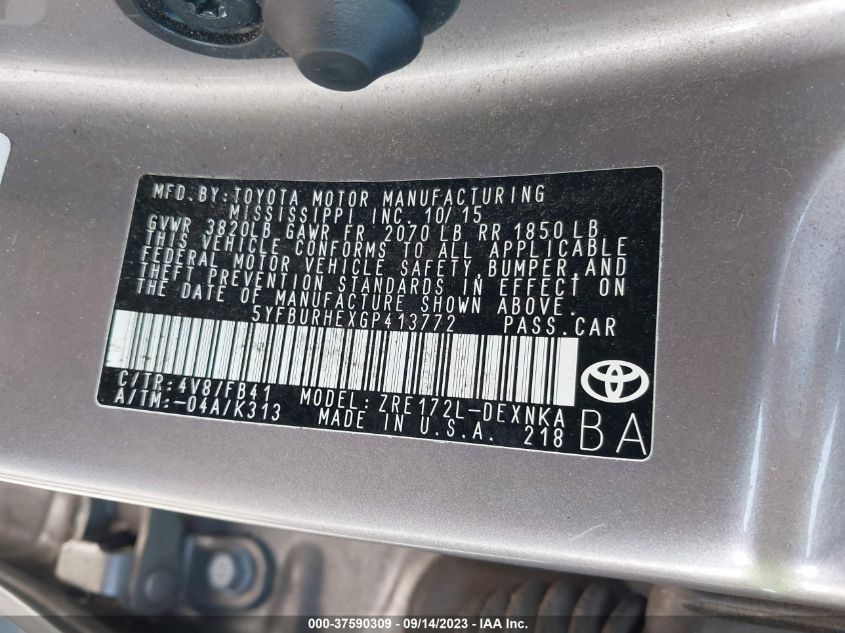 MFD. BY: TOYOTA MOTOR MANUFACTURING
MISSISSIPPI INC. 10/15
GVWR 3820LB GAWR FR 2070 LB RR 1850 LB
THIS VEHICLE CONFORMS TO ALL APPLICABLE
FEDERAL MOTOR VEHICLE SAFETY, BUMPER,AND
THEFT PREVENTION STANDARDS IN EFFECT ON
THE DATE OF MANUFACTURE SHOWN ABOVE.
5YFBURHEXGP413772 PASS.CAR
C/TR:4V8/FB41 MODEL: ZRE172L-DEXNKA
A/TM:-04A/K313 MADE IN U.S.A. 218 BA
000-37590309 - 09/14/2023 - IAA Inc.